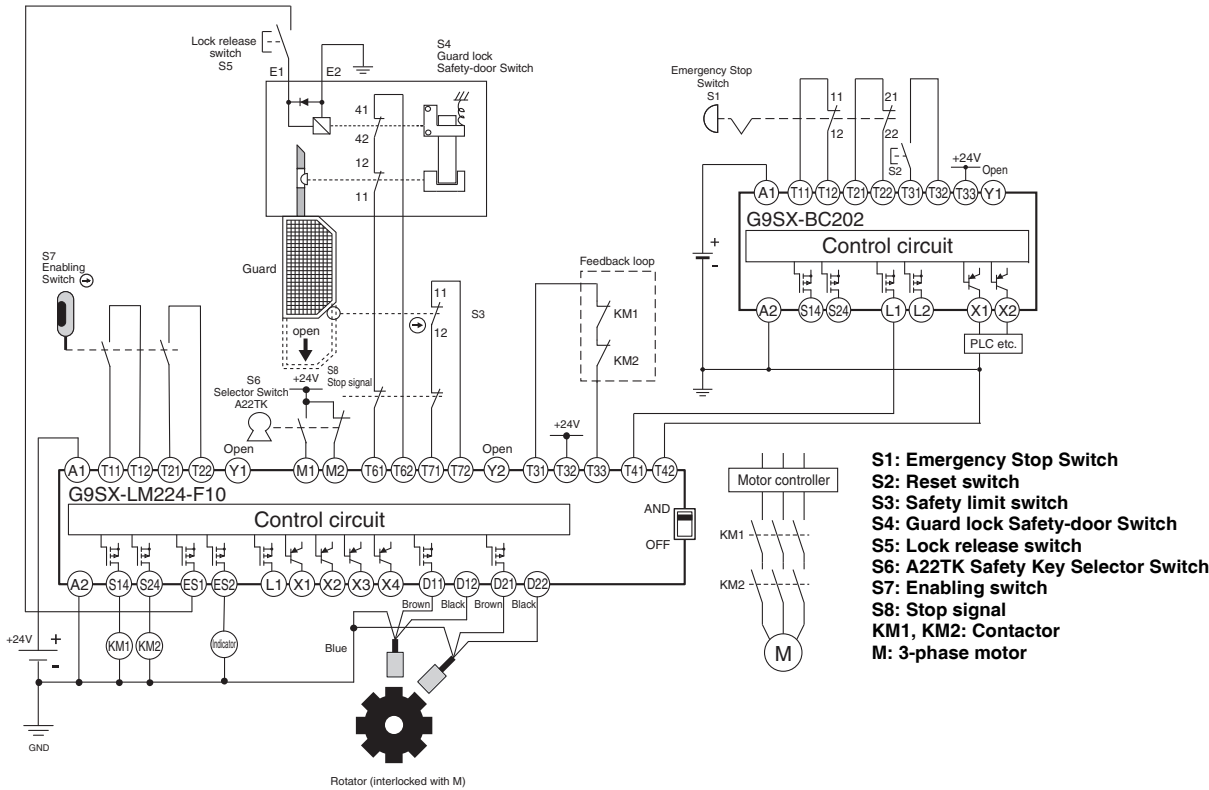 Lock release
switch
S5
E1
E2
S4
Guard lock
Safety-door Switch
41
42
12
11
Emergency Stop
Switch
S1
11
12
21
22
S2
+24V
Open
A1 T11 T12 T21 T22 T31 T32 T33 Y1
G9SX-BC202
Control circuit
+
-
A2 S14 S24 L1 L2 X1 X2
PLC etc.
S7
Enabling
Switch
Guard
open
11
12
S3
Feedback loop
KM1
KM2
S6
Selector Switch
A22TK
+24V
S8
Stop signal
Open
Open
+24V
A1 T11 T12 T21 T22 Y1 M1 M2 T61 T62 T71 T72 Y2 T31 T32 T33 T41 T42
G9SX-LM224-F10
Control circuit
AND
OFF
A2 S14 S24 ES1 ES2 L1 X1 X2 X3 X4 D11 D12 D21 D22
Brown Black Brown Black
+24V
+
-
KM1 KM2 Indicator
Blue
GND
Rotator (interlocked with M)
Motor controller
KM1
KM2
M
S1: Emergency Stop Switch
S2: Reset switch
S3: Safety limit switch
S4: Guard lock Safety-door Switch
S5: Lock release switch
S6: A22TK Safety Key Selector Switch
S7: Enabling switch
S8: Stop signal
KM1, KM2: Contactor
M: 3-phase motor